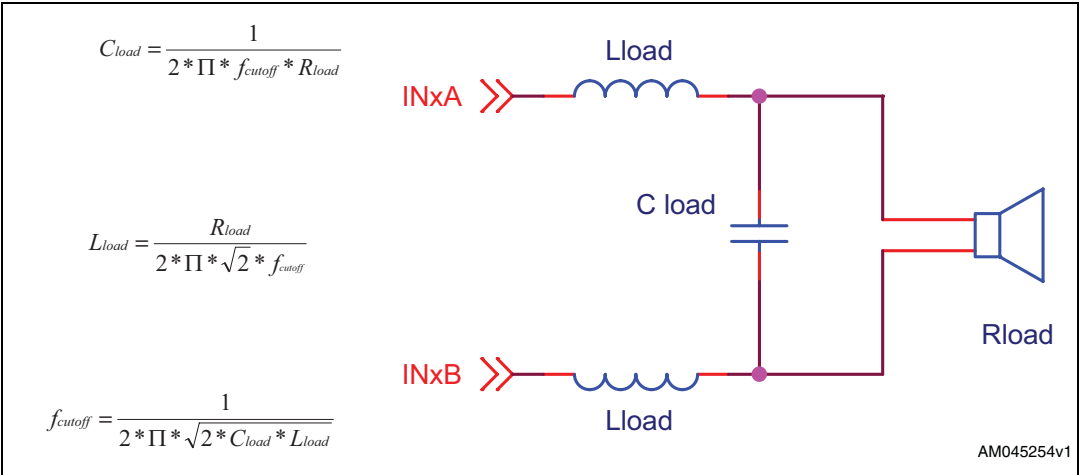 Cload = 1 / (2 * Π * fcutoff * Rload)
Lload
INxA
C load
Lload = Rload / (2 * Π * √2 * fcutoff)
Rload
INxB
Lload
fcutoff = 1 / (2 * Π * √(2 * Cload * Lload))
AM045254v1